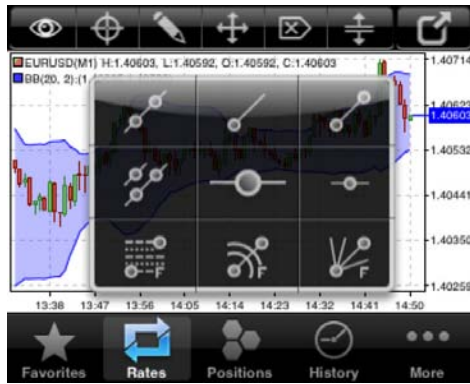 EURUSD(M1) H:1.40603, L:1.40592, O:1.40592, C:1.40603
BB(20, 2):(1
1.40714
1.40603
1.40532
1.40441
1.40350
1.40259
F F F
13:38 13:47 13:56 14:05 14:14 14:23 14:32 14:41 14:50
Favorites Rates Positions History More